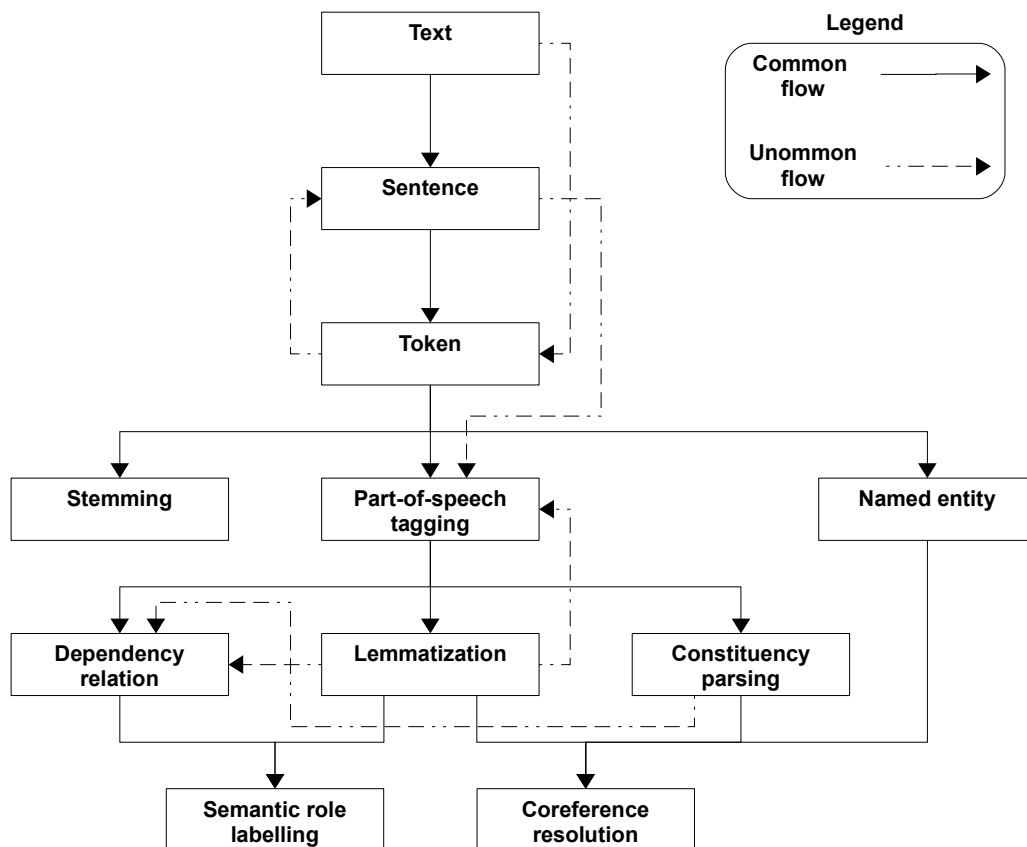 Text
Legend
Common
flow
Unommon
flow
Sentence
Token
Stemming
Part-of-speech
tagging
Named entity
Dependency
relation
Lemmatization
Constituency
parsing
Semantic role
labelling
Coreference
resolution